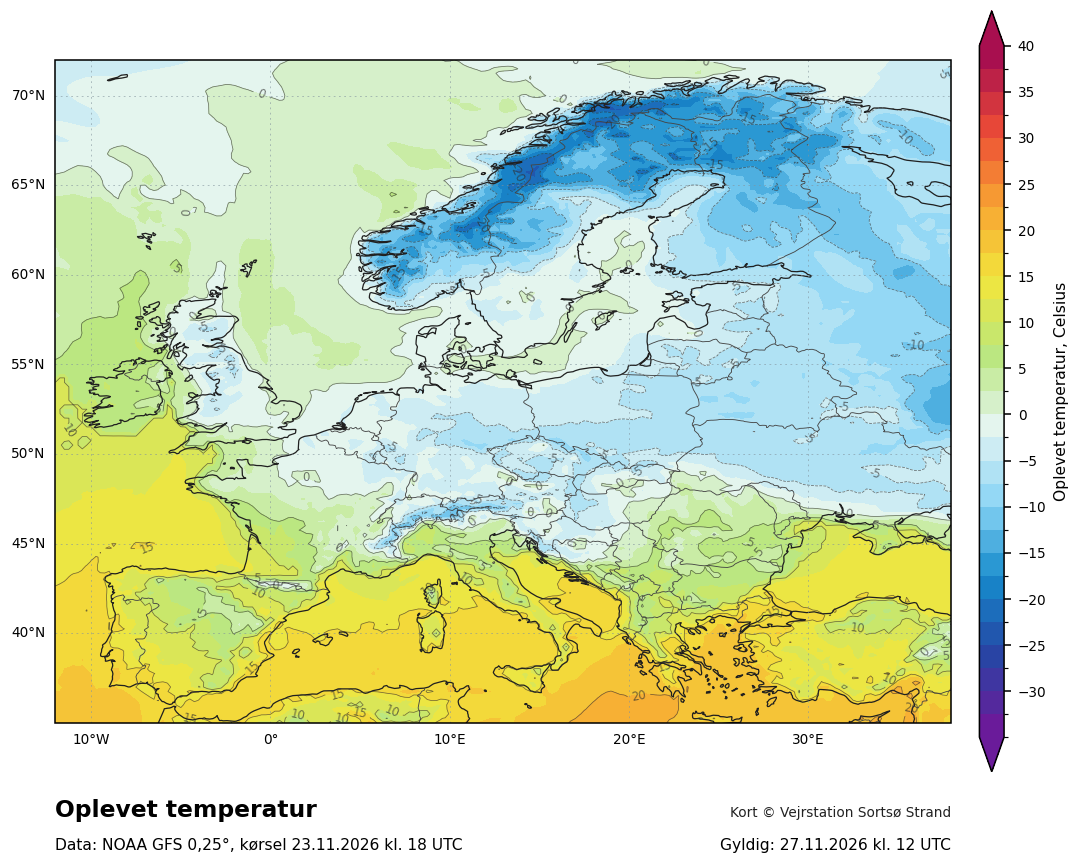 70°N
65°N
60°N
55°N
50°N
45°N
40°N
10°W
0°
10°E
20°E
30°E
40
35
30
25
20
15
10
5
0
−5
−10
−15
−20
−25
−30
Oplevet temperatur, Celsius
Oplevet temperatur
Kort © Vejrstation Sortsø Strand
Data: NOAA GFS 0,25°, kørsel 23.11.2026 kl. 18 UTC
Gyldig: 27.11.2026 kl. 12 UTC